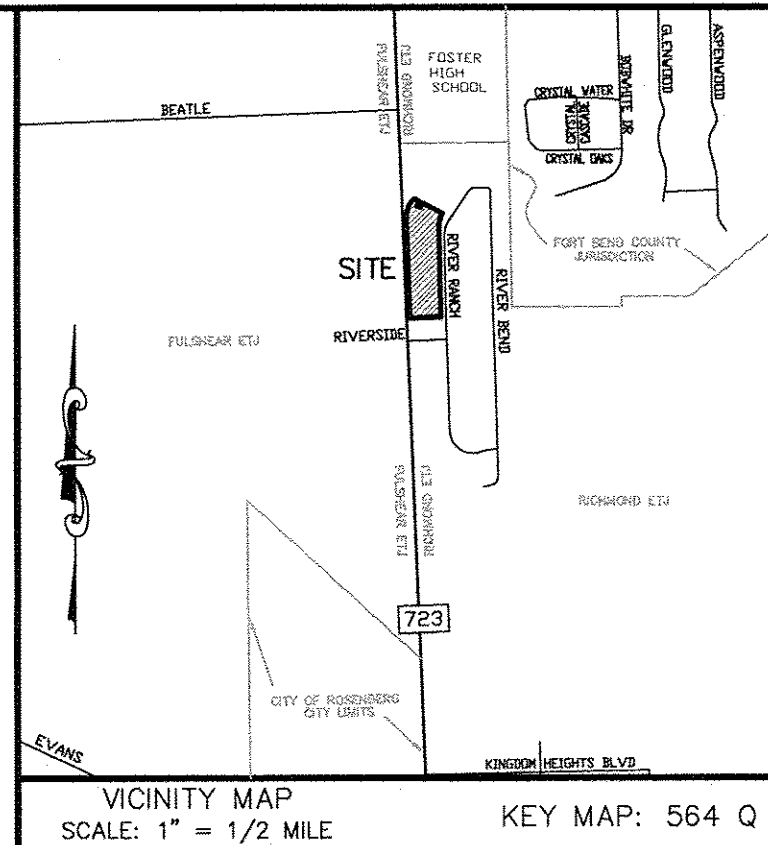 FOSTER
HIGH
SCHOOL
BEATLE
FULSHEAR ETJ
RICHMOND ETJ
CRYSTAL WATER
CRYSTAL
CASCADE
CRYSTAL OAKS
BOBWHITE DR
GLENWOOD
ASPENWOOD
FORT BEND COUNTY
JURISDICTION
SITE
RIVER RANCH
RIVER BEND
RIVERSIDE
FULSHEAR ETJ
FULSHEAR ETJ
RICHMOND ETJ
RICHMOND ETJ
723
CITY OF ROSENBERG
CITY LIMITS
EVANS
KINGDOM HEIGHTS BLVD
VICINITY MAP
SCALE: 1" = 1/2 MILE
KEY MAP: 564 Q